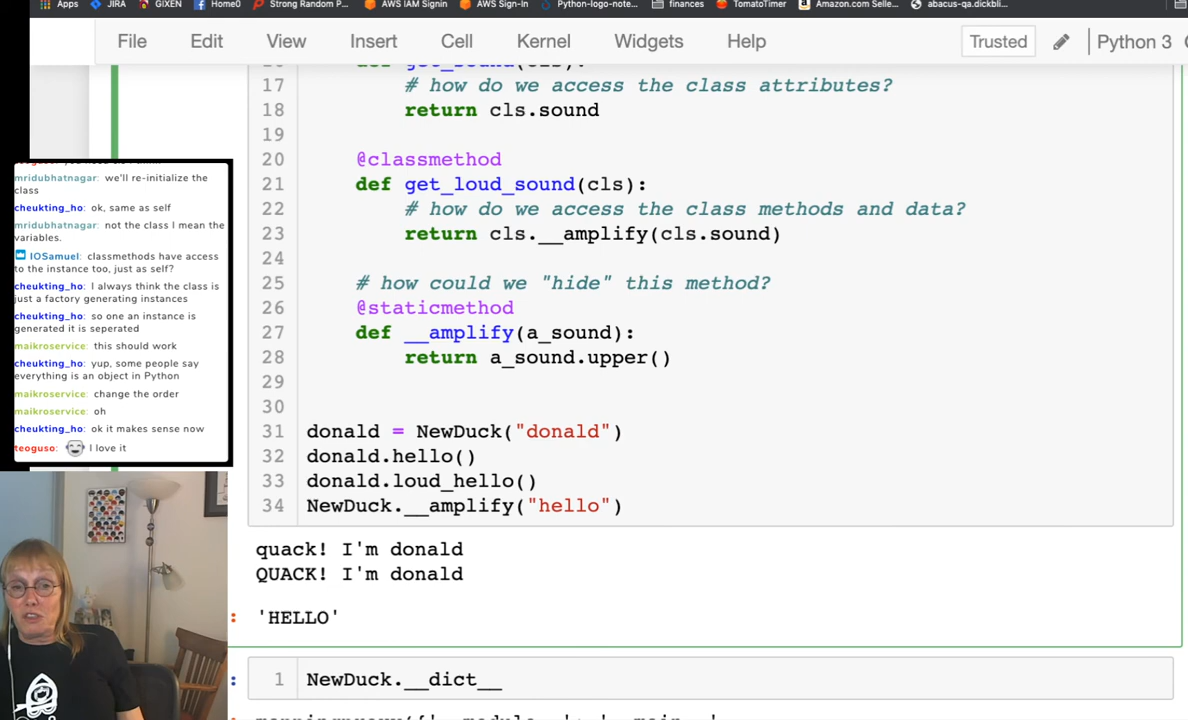 Apps JIRA GIXEN Home0 Strong Random P... AWS IAM Signin AWS Sign-In Python-logo-note... finances TomatoTimer Amazon.com Selle... abacus-qa.dickbli...
File Edit View Insert Cell Kernel Widgets Help Trusted Python 3
17 # how do we access the class attributes?
18 return cls.sound
19
20 @classmethod
21 def get_loud_sound(cls):
22 # how do we access the class methods and data?
23 return cls.__amplify(cls.sound)
24
25 # how could we "hide" this method?
26 @staticmethod
27 def __amplify(a_sound):
28 return a_sound.upper()
29
30
31 donald = NewDuck("donald")
32 donald.hello()
33 donald.loud_hello()
34 NewDuck.__amplify("hello")
quack! I'm donald
QUACK! I'm donald
'HELLO'
1 NewDuck.__dict__
mridubhatnagar: we'll re-initialize the
class
cheukting_ho: ok, same as self
mridubhatnagar: not the class I mean the
variables.
IOSamuel: classmethods have access
to the instance too, just as self?
cheukting_ho: I always think the class is
just a factory generating instances
cheukting_ho: so one an instance is
generated it is seperated
maikroservice: this should work
cheukting_ho: yup, some people say
everything is an object in Python
maikroservice: change the order
maikroservice: oh
cheukting_ho: ok it makes sense now
teoguso: I love it